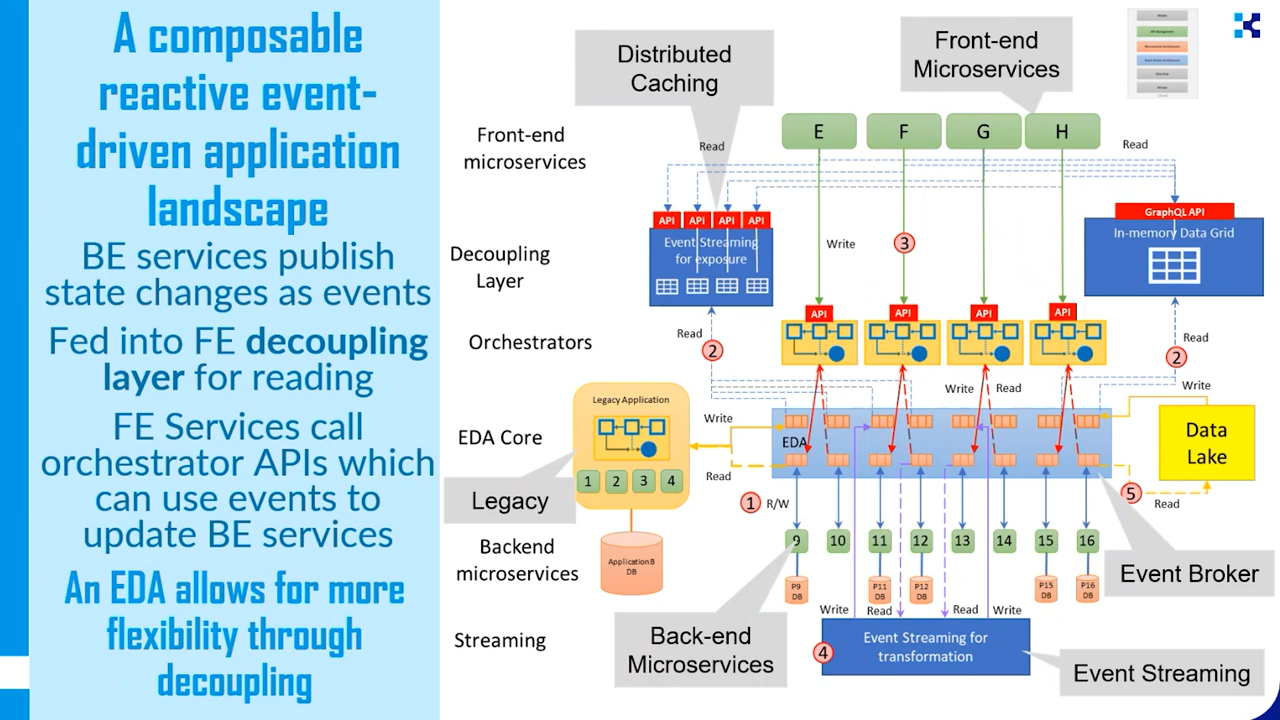 A composable
reactive event-
driven application
landscape
BE services publish
state changes as events
Fed into FE decoupling
layer for reading
FE Services call
orchestrator APIs which
can use events to
update BE services
An EDA allows for more
flexibility through
decoupling
Distributed
Caching
Front-end
Microservices
Front-end
microservices
E
F
G
H
Read
Read
API
API
API
API
GraphQL API
Event Streaming
for exposure
In-memory Data Grid
Decoupling
Layer
Write
3
API
API
API
API
Orchestrators
Read
2
2
Read
Write
Read
Write
Legacy Application
1
2
3
4
Write
Read
EDA Core
EDA
Data
Lake
Legacy
1
R/W
5
Read
Backend
microservices
Application B
DB
9
10
11
12
13
14
15
16
P9
DB
P11
DB
P12
DB
P15
DB
P16
DB
Event Broker
Write
Read
Read
Write
Back-end
Microservices
Streaming
4
Event Streaming for
transformation
Event Streaming